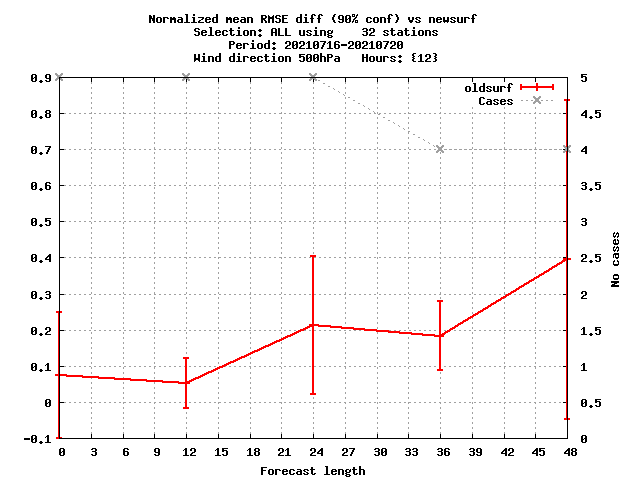 Normalized mean RMSE diff (90% conf) vs newsurf
Selection: ALL using    32 stations
Period: 20210716-20210720
Wind direction 500hPa   Hours: {12}
oldsurf
Cases
0.9
0.8
0.7
0.6
0.5
0.4
0.3
0.2
0.1
0
-0.1
5
4.5
4
3.5
3
2.5
2
1.5
1
0.5
0
No cases
0 3 6 9 12 15 18 21 24 27 30 33 36 39 42 45 48
Forecast length